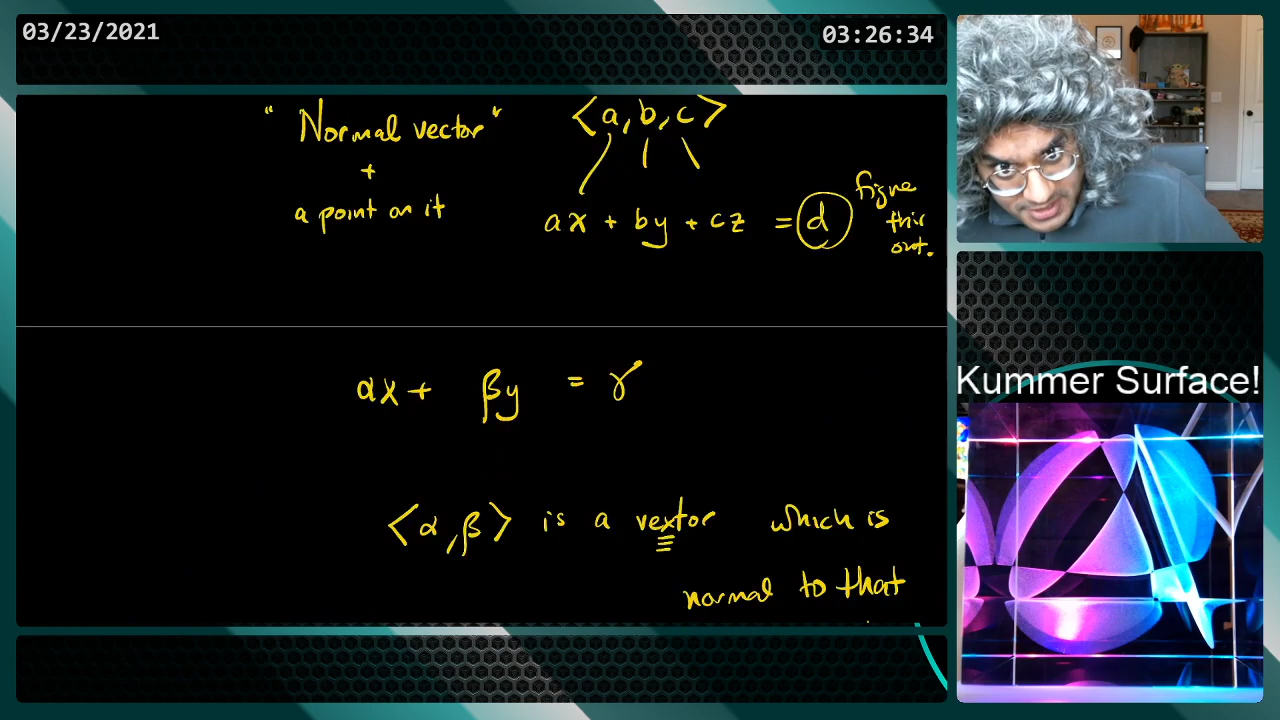 03/23/2021
03:26:34
"Normal vector"
+
a point on it
<a, b, c>
ax + by + cz = d
figure
this
out.
αx + βy = γ
<α, β> is a vector which is
normal to that
Kummer Surface!